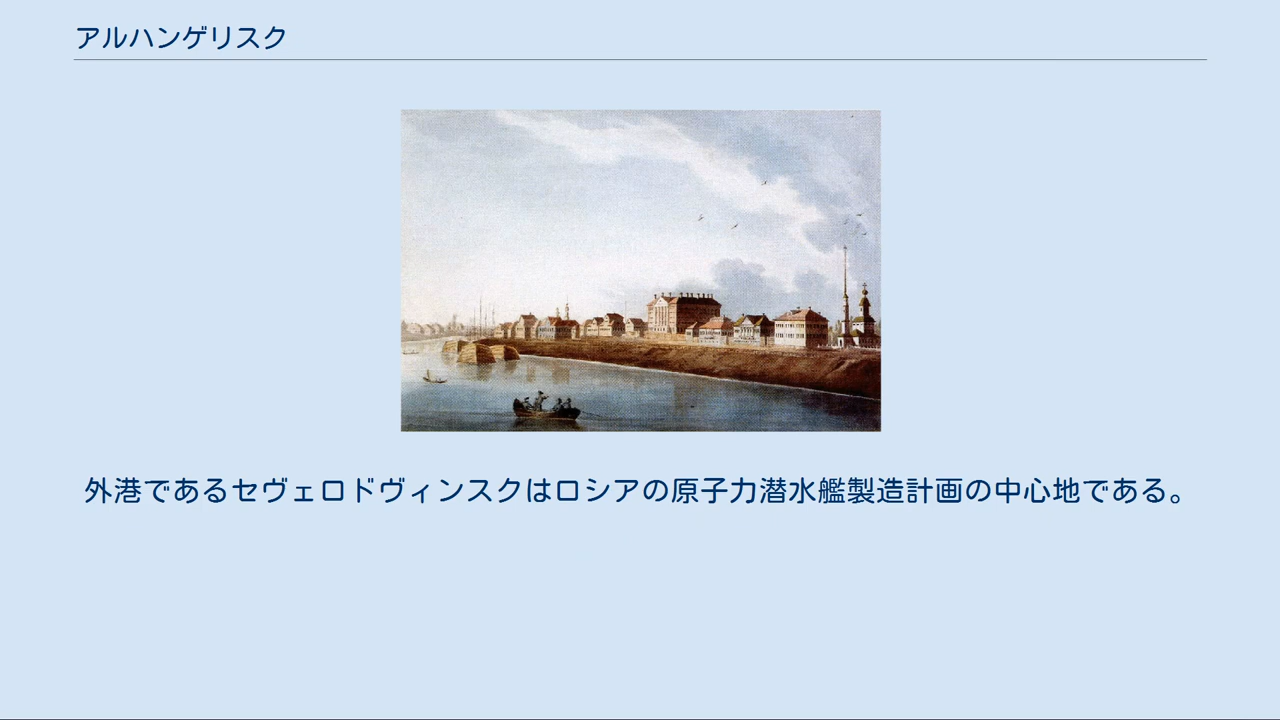 アルハンゲリスク
外港であるセヴェロドヴィンスクはロシアの原子力潜水艦製造計画の中心地である。